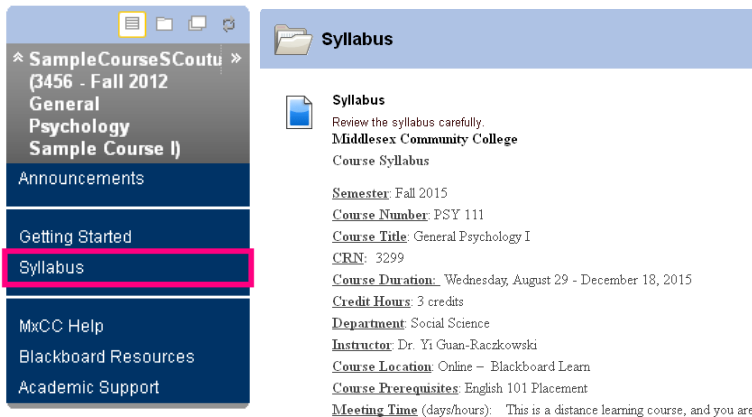 SampleCourseSCoutu
(3456 - Fall 2012
General
Psychology
Sample Course I)
Announcements
Getting Started
Syllabus
MxCC Help
Blackboard Resources
Academic Support
Syllabus
Syllabus
Review the syllabus carefully.
Middlesex Community College
Course Syllabus
Semester: Fall 2015
Course Number: PSY 111
Course Title: General Psychology I
CRN: 3299
Course Duration: Wednesday, August 29 - December 18, 2015
Credit Hours: 3 credits
Department: Social Science
Instructor: Dr. Yi Guan-Raczkowski
Course Location: Online – Blackboard Learn
Course Prerequisites: English 101 Placement
Meeting Time (days/hours): This is a distance learning course, and you are